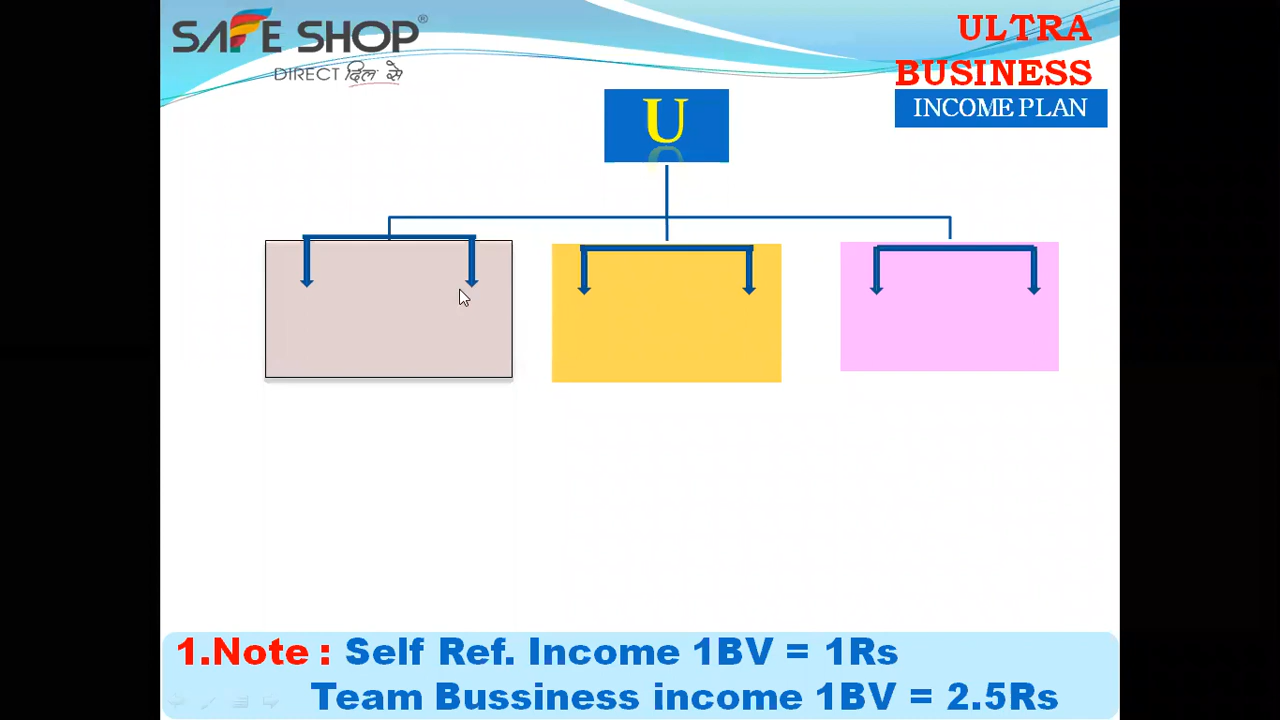 SAFE SHOP®
DIRECT दिल से
ULTRA
BUSINESS
INCOME PLAN
U
1.Note : Self Ref. Income 1BV = 1Rs
Team Bussiness income 1BV = 2.5Rs